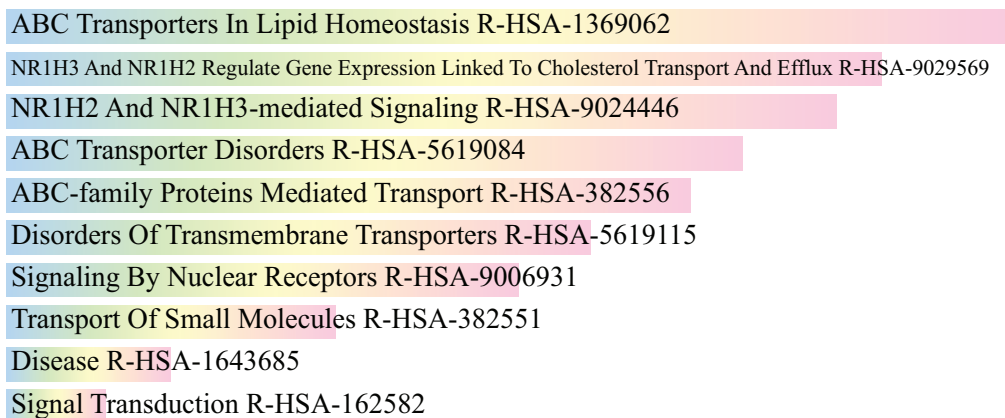 ABC Transporters In Lipid Homeostasis R-HSA-1369062
NR1H3 And NR1H2 Regulate Gene Expression Linked To Cholesterol Transport And Efflux R-HSA-9029569
NR1H2 And NR1H3-mediated Signaling R-HSA-9024446
ABC Transporter Disorders R-HSA-5619084
ABC-family Proteins Mediated Transport R-HSA-382556
Disorders Of Transmembrane Transporters R-HSA-5619115
Signaling By Nuclear Receptors R-HSA-9006931
Transport Of Small Molecules R-HSA-382551
Disease R-HSA-1643685
Signal Transduction R-HSA-162582